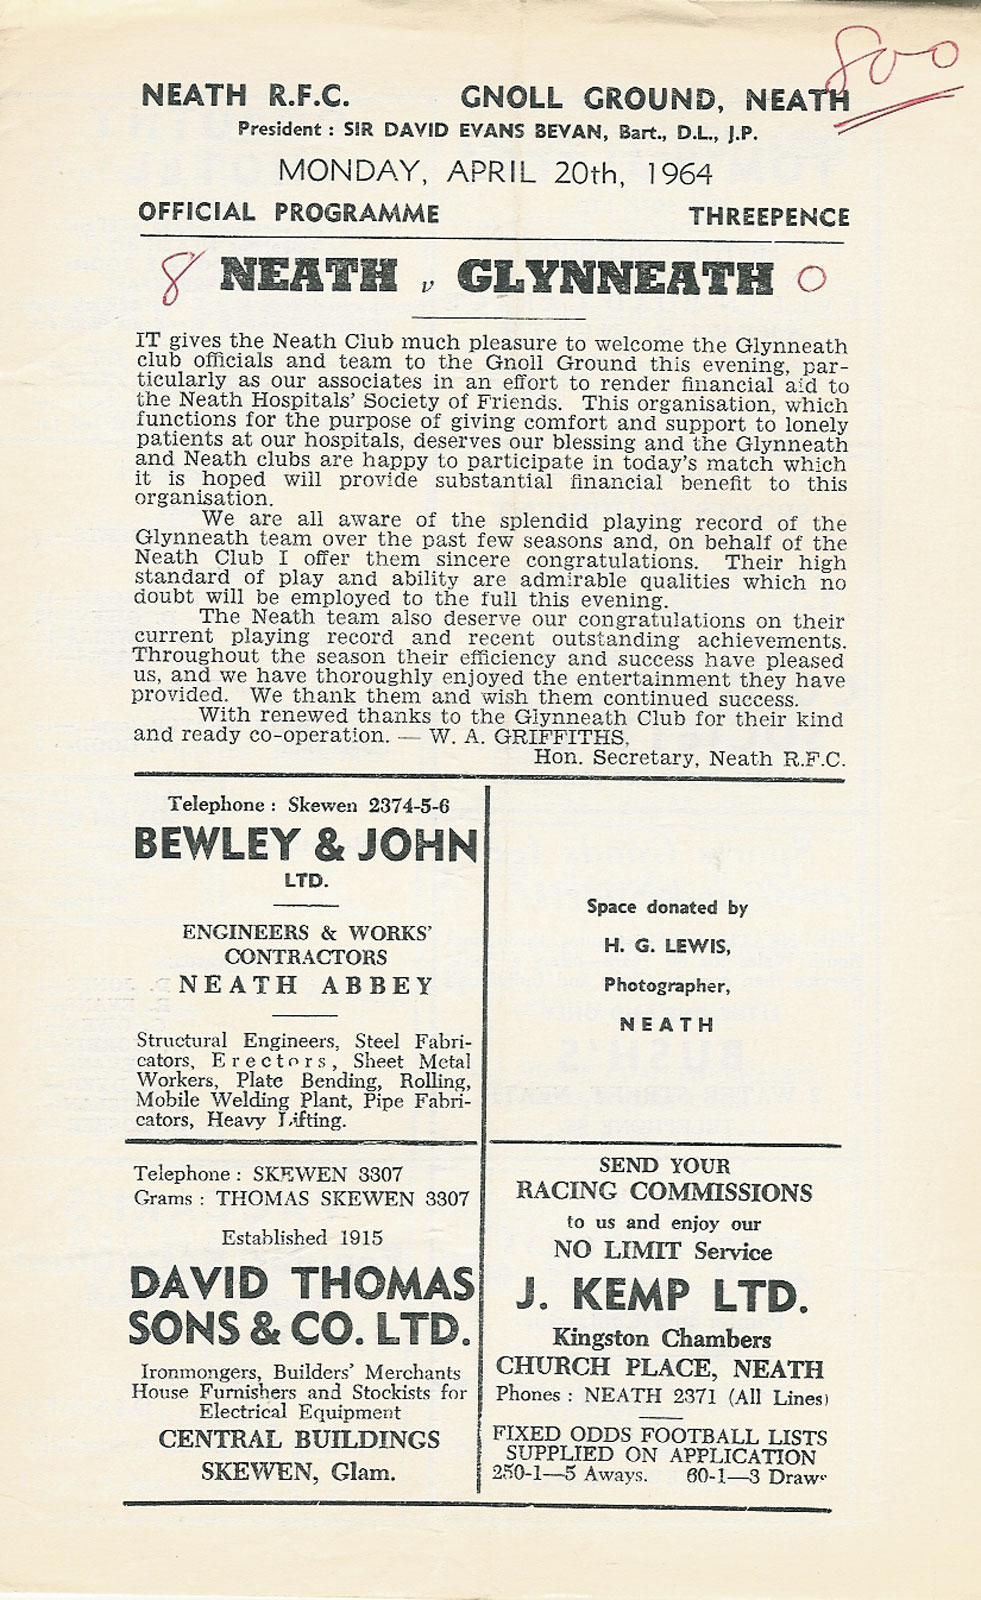 800
NEATH R.F.C. GNOLL GROUND, NEATH
President : SIR DAVID EVANS BEVAN, Bart., D.L., J.P.
MONDAY, APRIL 20th, 1964
OFFICIAL PROGRAMME THREEPENCE
8 NEATH v GLYNNEATH 0
IT gives the Neath Club much pleasure to welcome the Glynneath
club officials and team to the Gnoll Ground this evening, par-
ticularly as our associates in an effort to render financial aid to
the Neath Hospitals' Society of Friends. This organisation, which
functions for the purpose of giving comfort and support to lonely
patients at our hospitals, deserves our blessing and the Glynneath
and Neath clubs are happy to participate in today's match which
it is hoped will provide substantial financial benefit to this
organisation.
We are all aware of the splendid playing record of the
Glynneath team over the past few seasons and, on behalf of the
Neath Club I offer them sincere congratulations. Their high
standard of play and ability are admirable qualities which no
doubt will be employed to the full this evening.
The Neath team also deserve our congratulations on their
current playing record and recent outstanding achievements.
Throughout the season their efficiency and success have pleased
us, and we have thoroughly enjoyed the entertainment they have
provided. We thank them and wish them continued success.
With renewed thanks to the Glynneath Club for their kind
and ready co-operation. — W. A. GRIFFITHS,
Hon. Secretary, Neath R.F.C.
Telephone : Skewen 2374-5-6
BEWLEY & JOHN
LTD.
ENGINEERS & WORKS'
CONTRACTORS
NEATH ABBEY
Structural Engineers, Steel Fabri-
cators, Erectors, Sheet Metal
Workers, Plate Bending, Rolling,
Mobile Welding Plant, Pipe Fabri-
cators, Heavy Lifting.
Space donated by
H. G. LEWIS,
Photographer,
NEATH
Telephone : SKEWEN 3307
Grams : THOMAS SKEWEN 3307
Established 1915
DAVID THOMAS
SONS & CO. LTD.
Ironmongers, Builders' Merchants
House Furnishers and Stockists for
Electrical Equipment
CENTRAL BUILDINGS
SKEWEN, Glam.
SEND YOUR
RACING COMMISSIONS
to us and enjoy our
NO LIMIT Service
J. KEMP LTD.
Kingston Chambers
CHURCH PLACE, NEATH
Phones : NEATH 2371 (All Lines)
FIXED ODDS FOOTBALL LISTS
SUPPLIED ON APPLICATION
250-1—5 Aways. 60-1—3 Draws